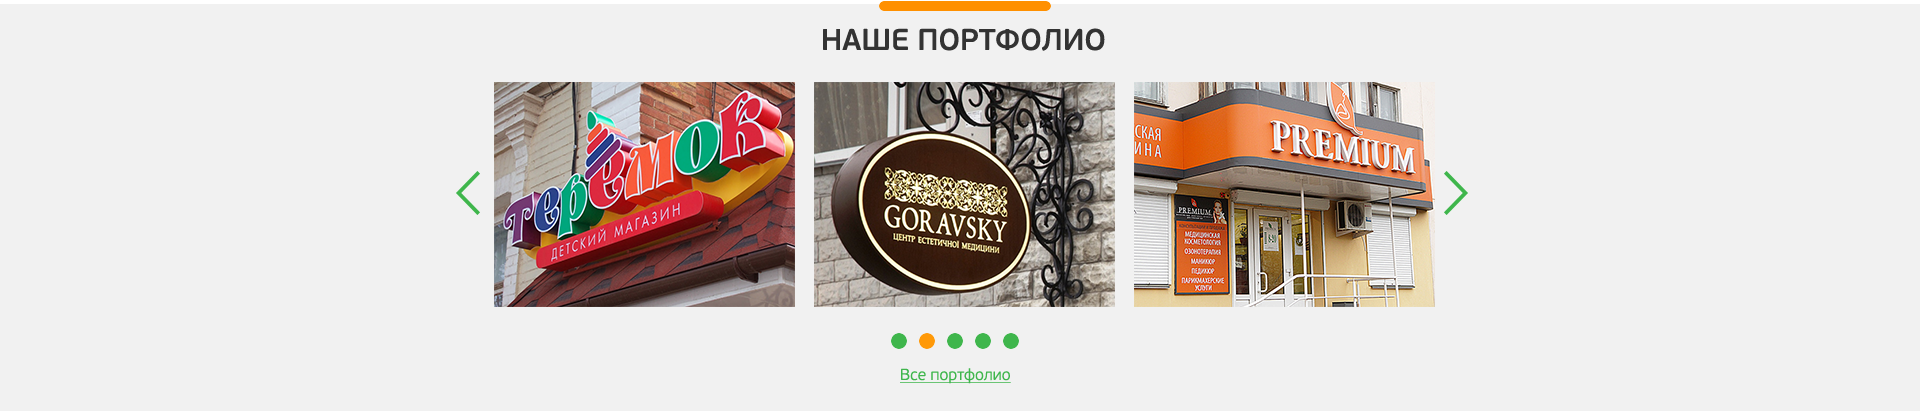 НАШЕ ПОРТФОЛИО
терёмок
ДЕТСКИЙ МАГАЗИН
GORAVSKY
ЦЕНТР ЕСТЕТИЧНОЇ МЕДИЦИНИ
СКАЯ
ИНА
PREMIUM
PREMIUM
МЕДИЦИНСКАЯ
КОСМЕТОЛОГИЯ
ОЗОНОТЕРАПИЯ
МАНИКЮР
ПЕДИКЮР
ПАРИКМАХЕРСКИЕ
УСЛУГИ
Все портфолио